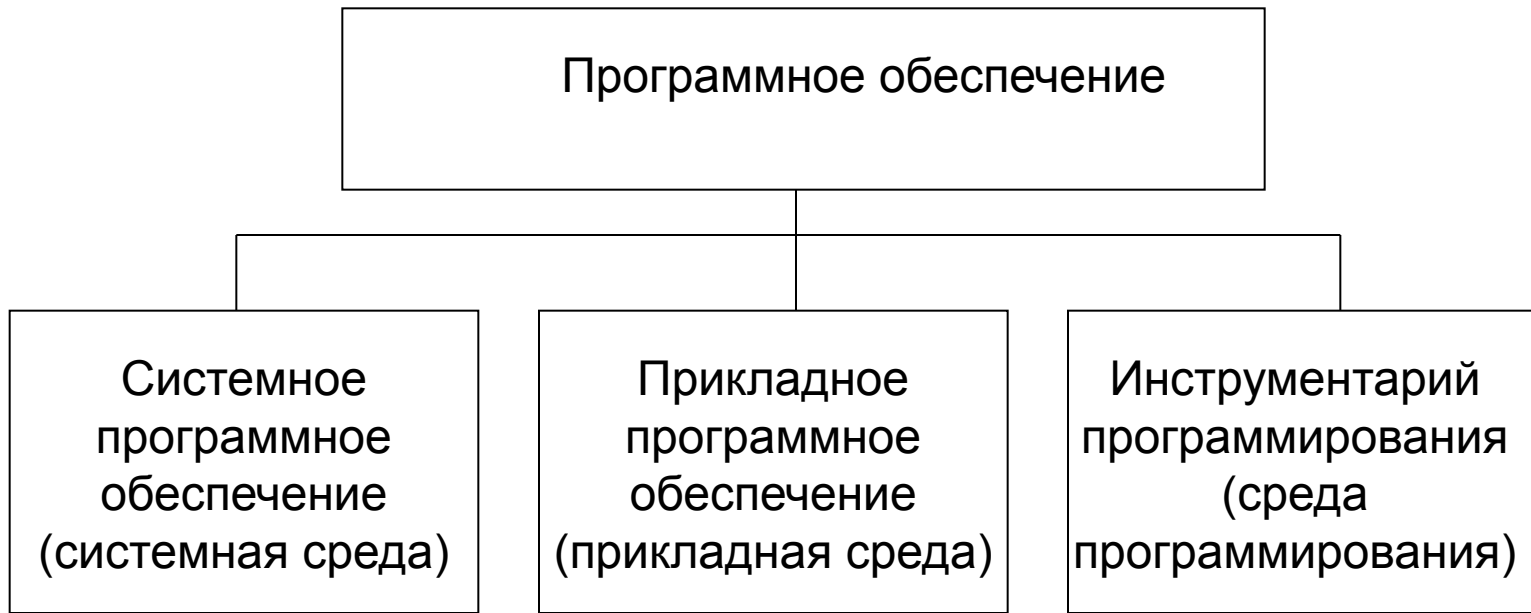 Программное обеспечение
Системное
программное
обеспечение
(системная среда)
Прикладное
программное
обеспечение
(прикладная среда)
Инструментарий
программирования
(среда
программирования)